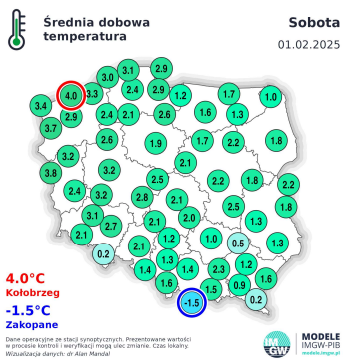 Średnia dobowa
temperatura
Sobota
01.02.2025
3.0 3.1 2.9
3.4 4.0 3.3 2.4 2.9 1.2 1.7 1.0
3.7 2.9 2.4 2.1 2.6 1.6 1.3
3.2 2.6 1.9 1.7 2.2 1.8
3.8 3.2 2.1
2.4 3.2 2.5 2.2 1.8 2.2
2.8 2.1
3.1 2.7 2.1 2.0 2.5 1.8
2.1 1.3
0.2 2.1 1.2 1.0 0.5 1.3
1.3
1.4 1.4 2.3 1.2
1.6 1.5 0.9 1.6
-1.5 0.2
4.0°C
Kołobrzeg
-1.5°C
Zakopane
Dane operacyjne ze stacji synoptycznych. Prezentowane wartości
w procesie kontroli i weryfikacji mogą ulec zmianie. Czas lokalny.
Wizualizacja danych: dr Alan Mandal
IM
GW
MODELE
IMGW-PIB